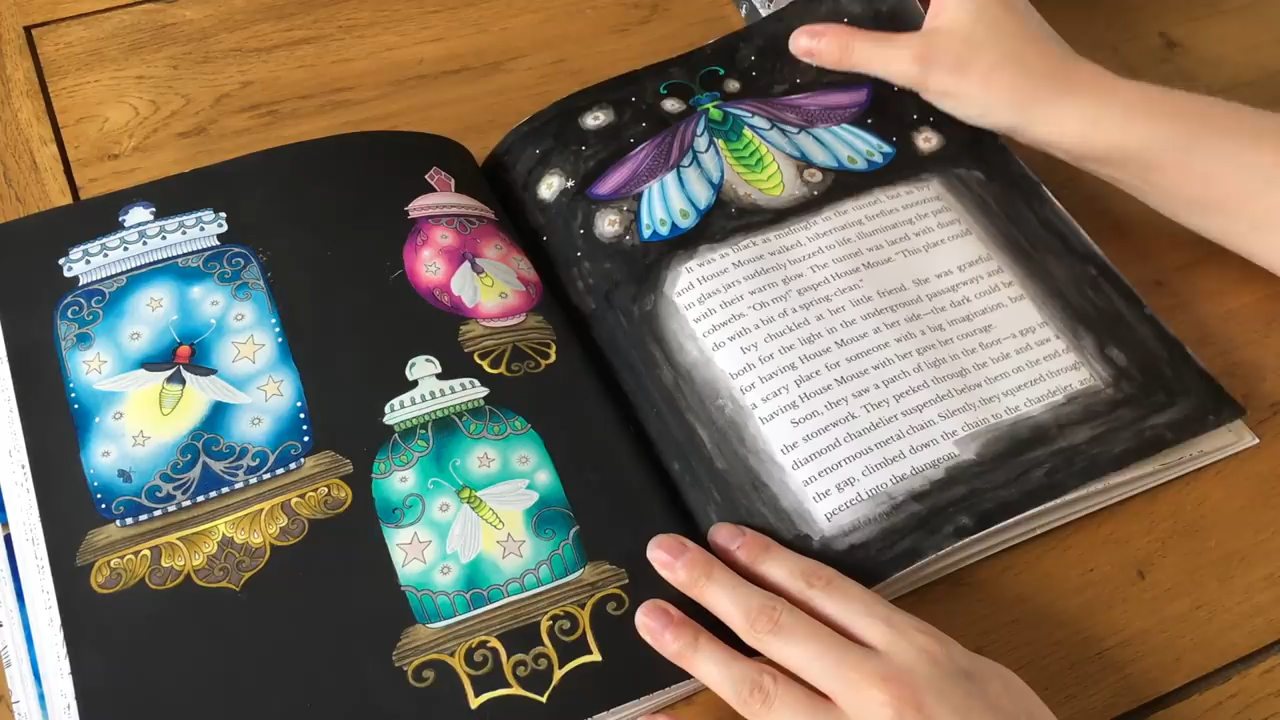 It was as black as midnight in the tunnel, but as Ivy
and House Mouse walked, hibernating fireflies snoozing
in glass jars suddenly buzzed to life, illuminating the path
with their warm glow. The tunnel was laced with dusty
cobwebs. "Oh my!" gasped House Mouse. "This place could
do with a bit of a spring-clean."
Ivy chuckled at her little friend. She was grateful
both for the light in the underground passageways and
for having House Mouse at her side—the dark could be
a scary place for someone with a big imagination, but
having House Mouse with her gave her courage.
Soon, they saw a patch of light in the floor—a gap in
the stonework. They peeked through the hole and saw a
diamond chandelier suspended below them on the end of
an enormous metal chain. Silently, they squeezed through
the gap, climbed down the chain to the chandelier, and
peered into the dungeon.